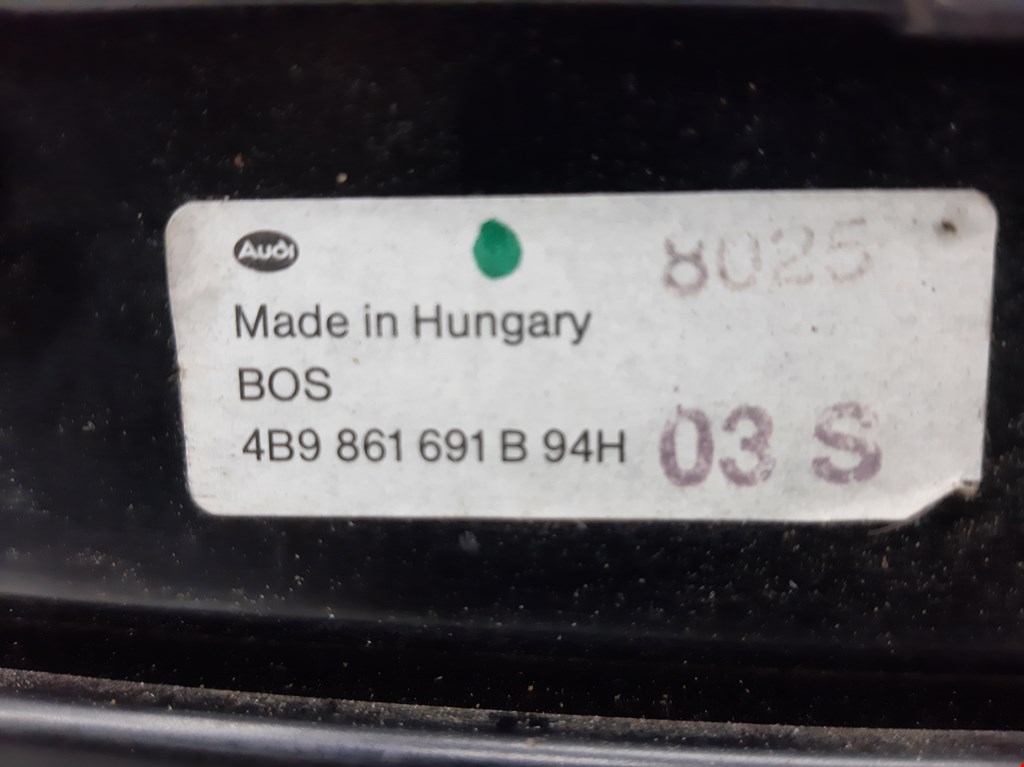 Audi
8025
Made in Hungary
BOS
4B9 861 691 B 94H
03 S